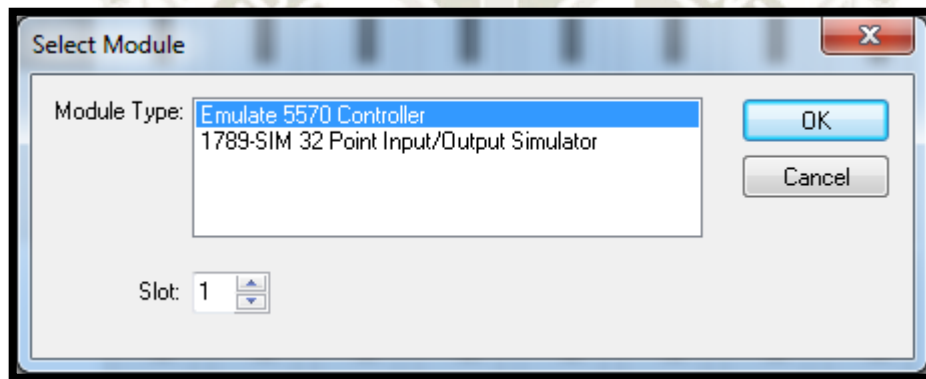 Select Module
Module Type:
Emulate 5570 Controller
1789-SIM 32 Point Input/Output Simulator
OK
Cancel
Slot: 1